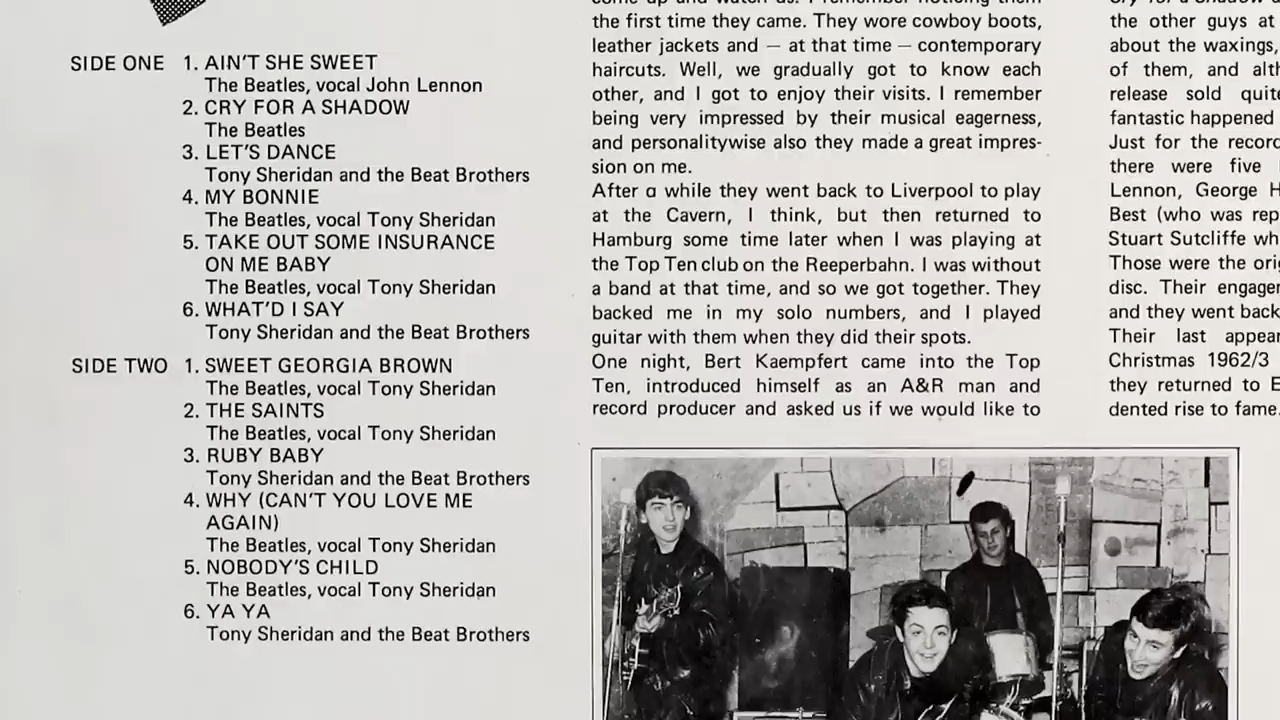 SIDE ONE 1. AIN'T SHE SWEET
The Beatles, vocal John Lennon
2. CRY FOR A SHADOW
The Beatles
3. LET'S DANCE
Tony Sheridan and the Beat Brothers
4. MY BONNIE
The Beatles, vocal Tony Sheridan
5. TAKE OUT SOME INSURANCE
ON ME BABY
The Beatles, vocal Tony Sheridan
6. WHAT'D I SAY
Tony Sheridan and the Beat Brothers
SIDE TWO 1. SWEET GEORGIA BROWN
The Beatles, vocal Tony Sheridan
2. THE SAINTS
The Beatles, vocal Tony Sheridan
3. RUBY BABY
Tony Sheridan and the Beat Brothers
4. WHY (CAN'T YOU LOVE ME
AGAIN)
The Beatles, vocal Tony Sheridan
5. NOBODY'S CHILD
The Beatles, vocal Tony Sheridan
6. YA YA
Tony Sheridan and the Beat Brothers
the first time they came. They wore cowboy boots,
leather jackets and — at that time — contemporary
haircuts. Well, we gradually got to know each
other, and I got to enjoy their visits. I remember
being very impressed by their musical eagerness,
and personalitywise also they made a great impres-
sion on me.
After a while they went back to Liverpool to play
at the Cavern, I think, but then returned to
Hamburg some time later when I was playing at
the Top Ten club on the Reeperbahn. I was without
a band at that time, and so we got together. They
backed me in my solo numbers, and I played
guitar with them when they did their spots.
One night, Bert Kaempfert came into the Top
Ten, introduced himself as an A&R man and
record producer and asked us if we would like to
the other guys at
about the waxings,
of them, and
release sold
fantastic happened
Just for the
there were five
Lennon, George
Best (who was
Stuart Sutcliffe
Those were the
disc. Their
and they went back
Their last
Christmas 1962/3
they returned to
dented rise to fame.